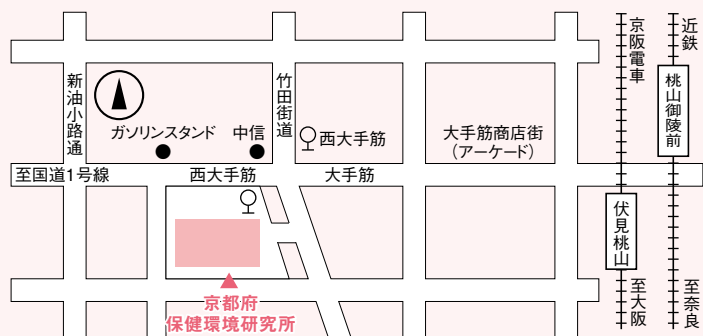 新油小路通
竹田街道
京阪電車
近鉄
桃山御陵前
ガソリンスタンド
中信
西大手筋
大手筋商店街
(アーケード)
至国道1号線
西大手筋
大手筋
伏見桃山
至大阪
至奈良
京都府
保健環境研究所